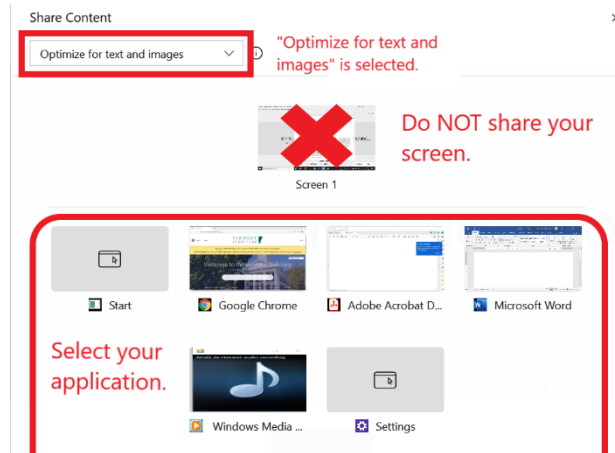 Share Content
Optimize for text and images
"Optimize for text and
images" is selected.
Do NOT share your
screen.
Screen 1
Start
Google Chrome
Adobe Acrobat D...
Microsoft Word
Select your
application.
Windows Media ...
Settings